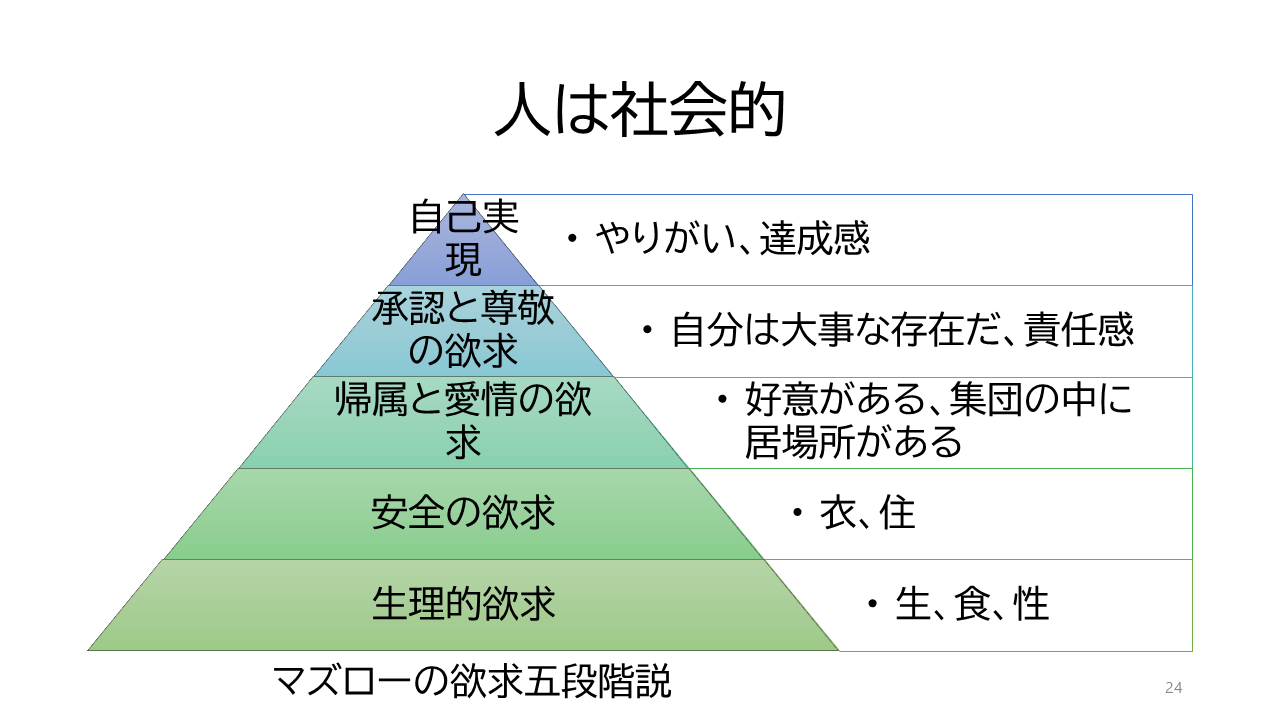 人は社会的
自己実
現
・やりがい、達成感
承認と尊敬
の欲求
・自分は大事な存在だ、責任感
帰属と愛情の欲
求
・好意がある、集団の中に
居場所がある
安全の欲求
・衣、住
生理的欲求
・生、食、性
マズローの欲求五段階説
24